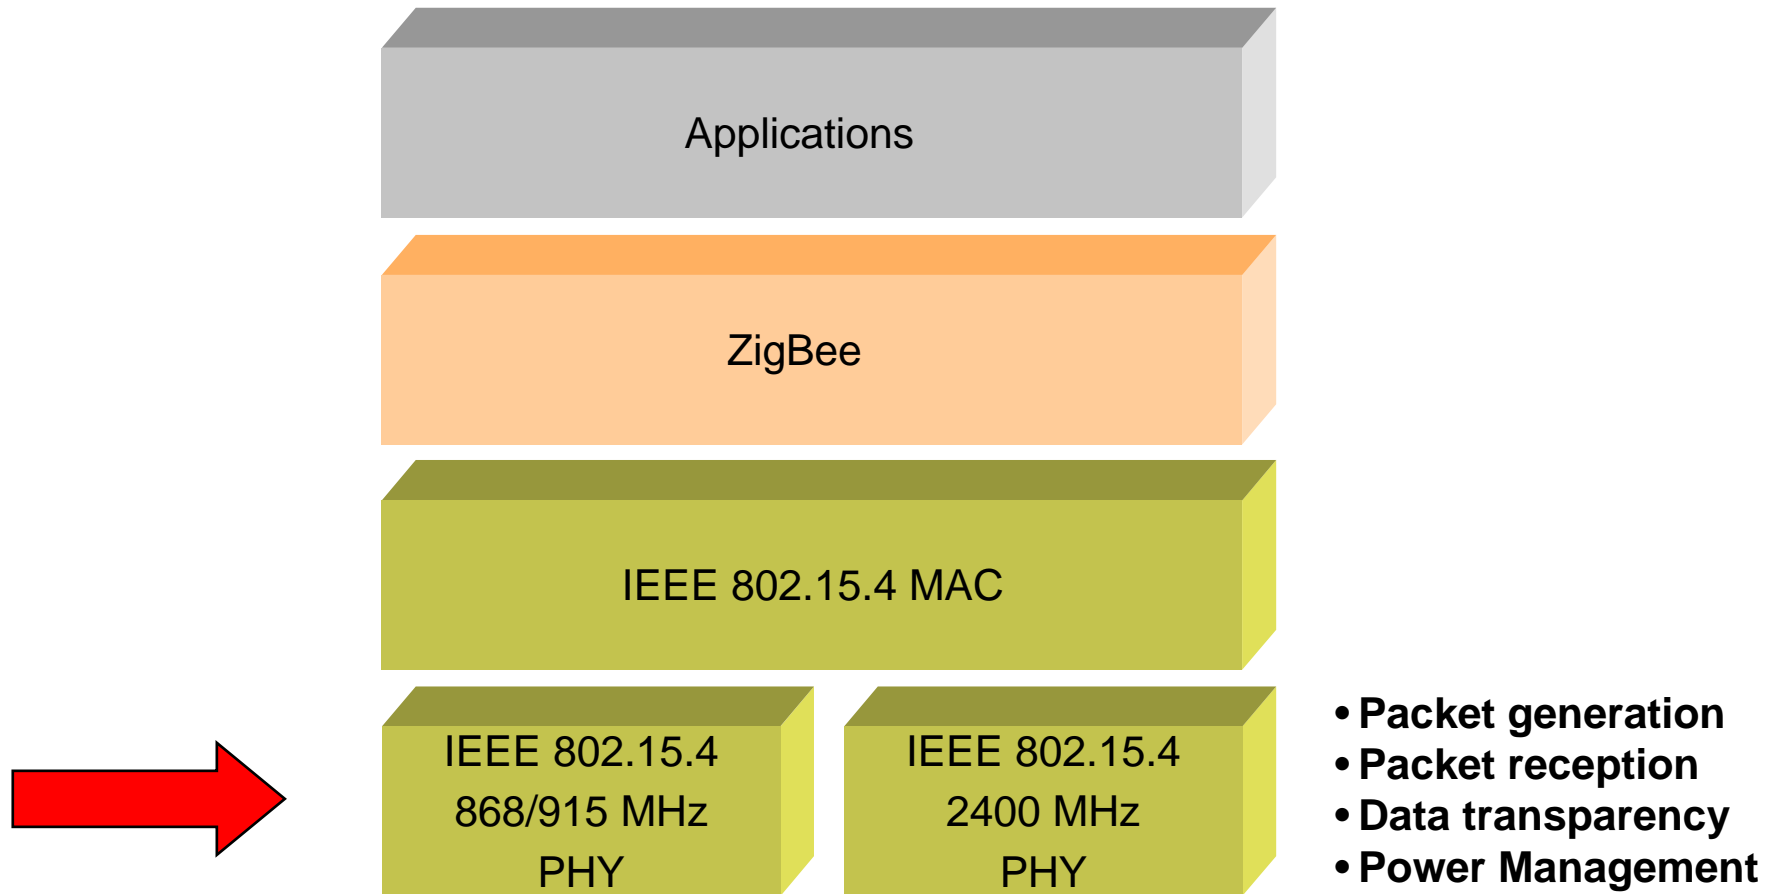 Applications
ZigBee
IEEE 802.15.4 MAC
IEEE 802.15.4
868/915 MHz
PHY
IEEE 802.15.4
2400 MHz
PHY
• Packet generation
• Packet reception
• Data transparency
• Power Management